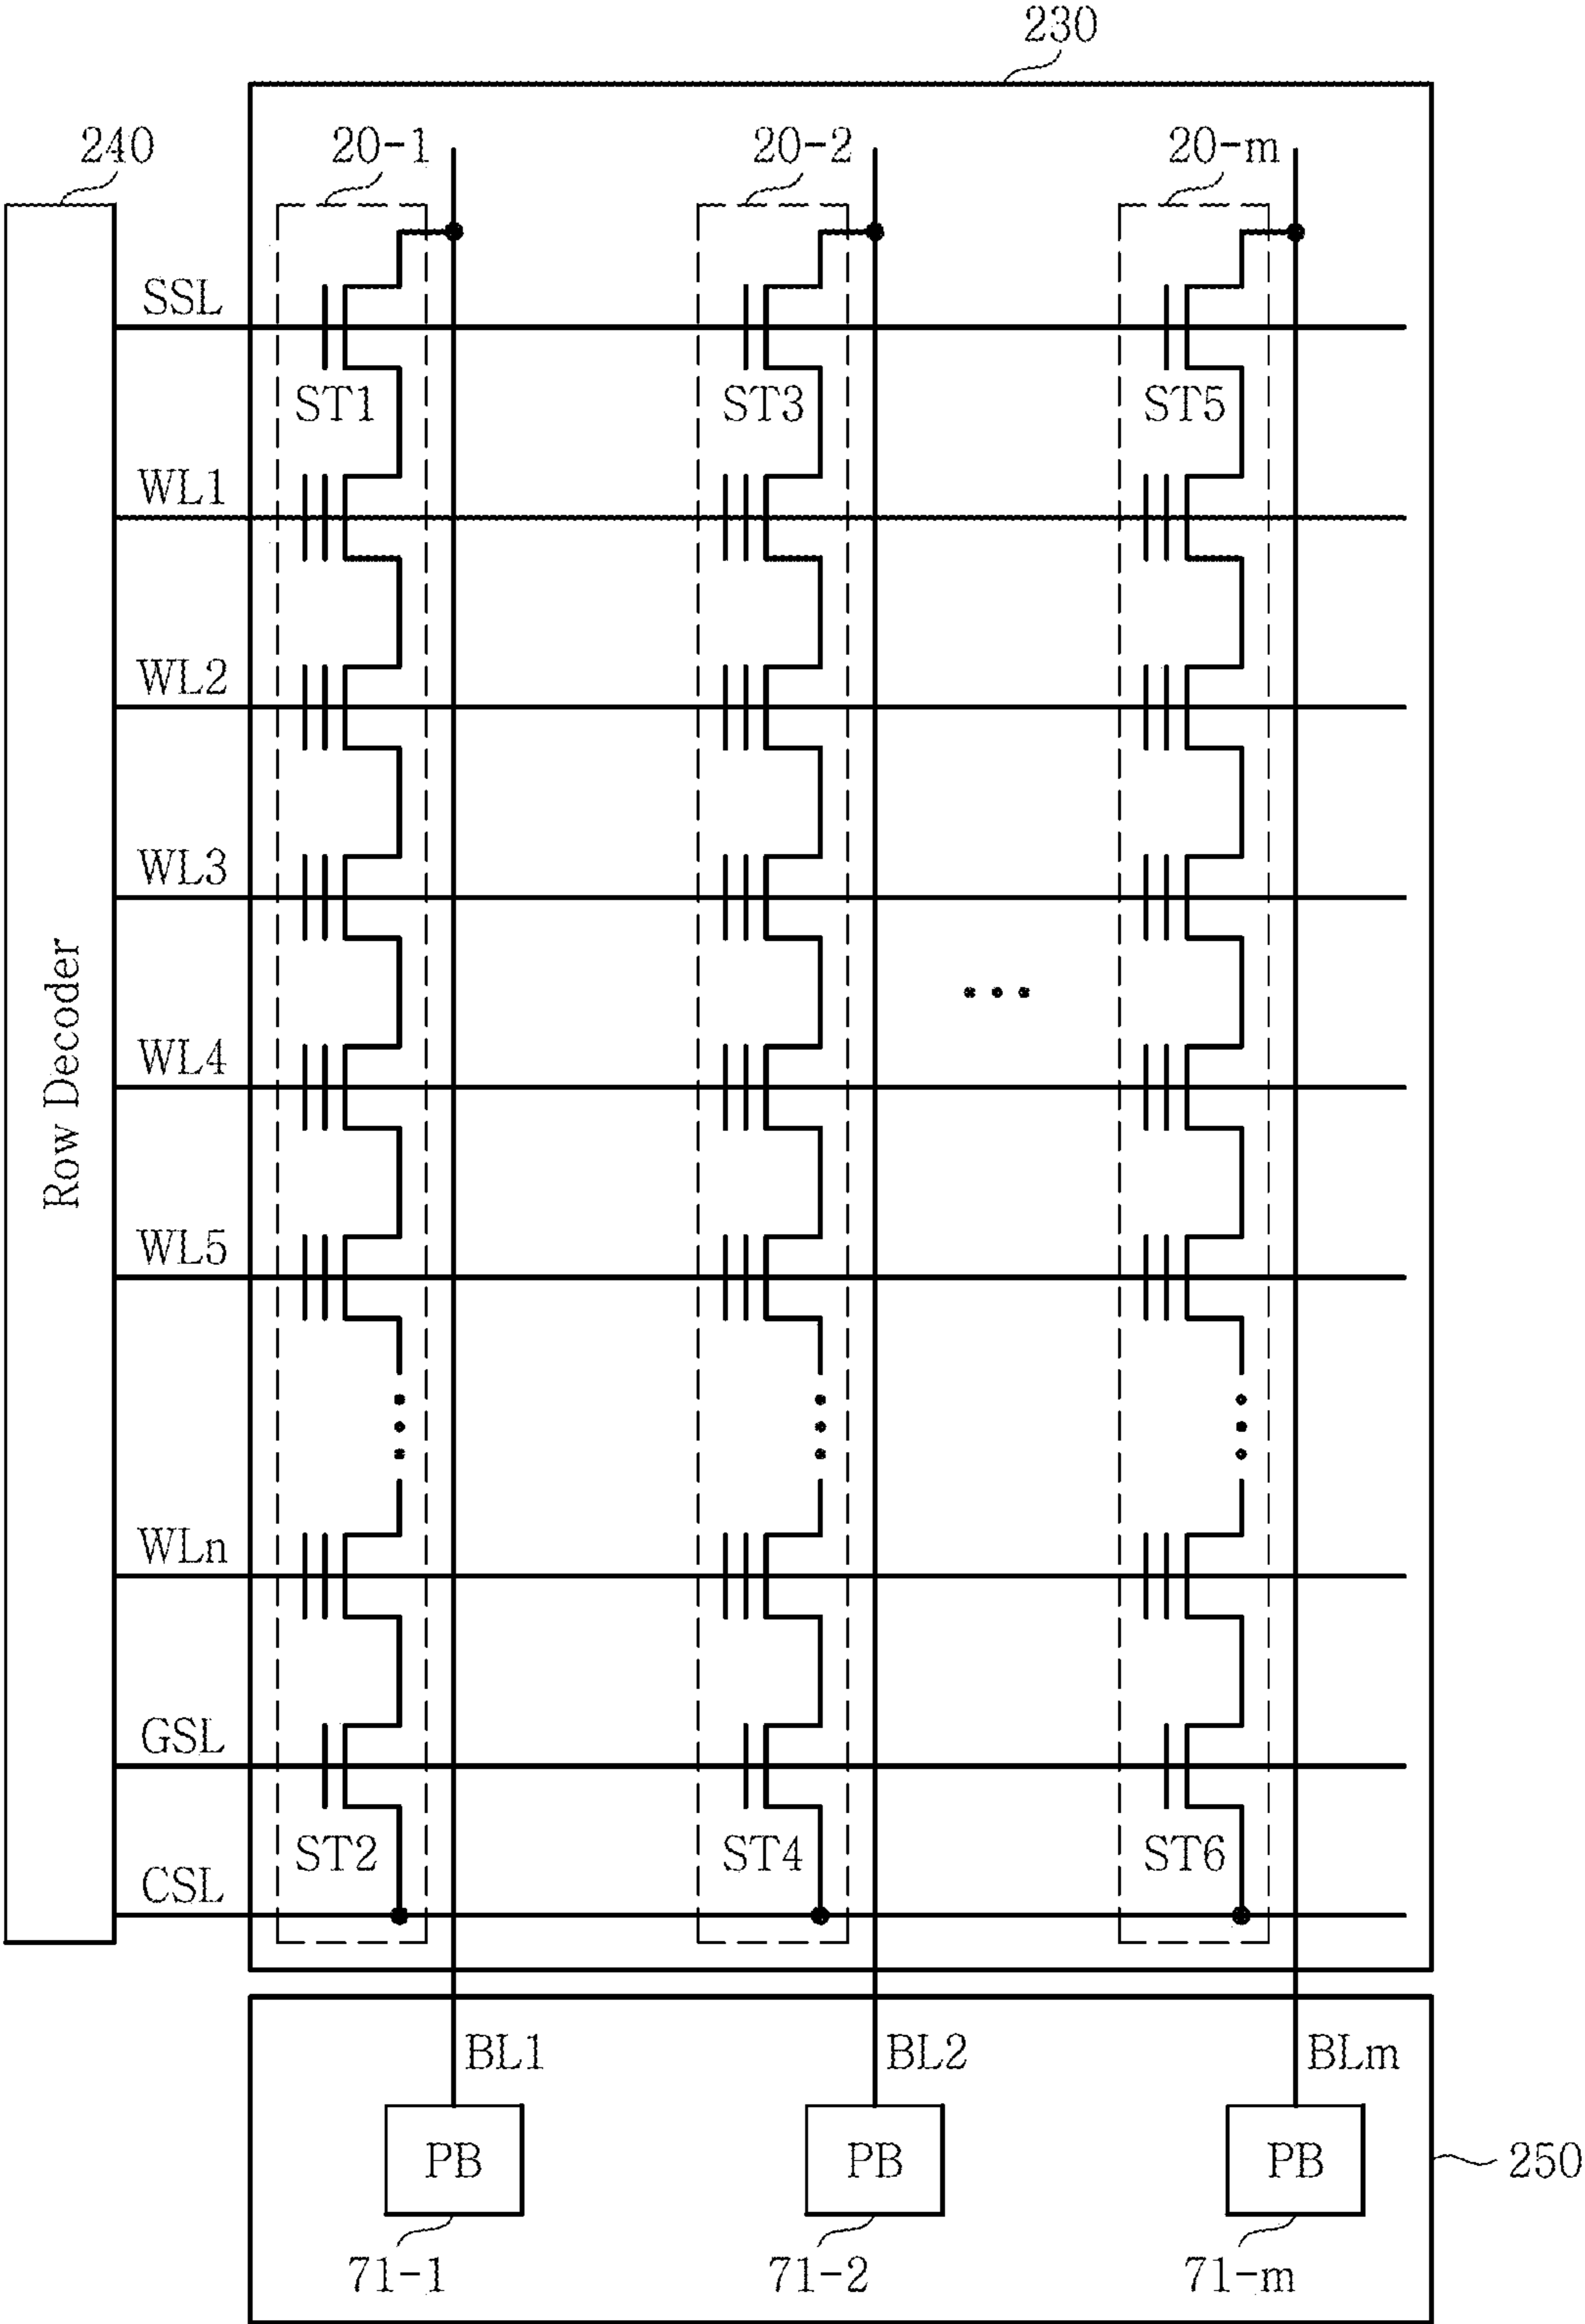 230
240
20-1
20-2
20-m
SSL
ST1
ST3
ST5
WL1
WL2
WL3
WL4
Row Decoder
WL5
WLn
GSL
ST2
ST4
ST6
CSL
BL1
BL2
BLm
PB
PB
PB
250
71-1
71-2
71-m